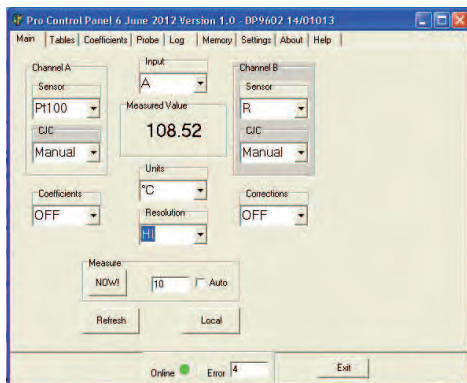 Pro Control Panel 6 June 2012 Version 1.0 - DP9602 14/01013
Main Tables Coefficients Probe Log Memory Settings About Help
Channel A
Sensor
Pt100
CJC
Manual
Input
A
Measured Value
108.52
Units
°C
Resolution
HI
Channel B
Sensor
R
CJC
Manual
Coefficients
OFF
Corrections
OFF
Measure
NOW! 10 Auto
Refresh Local
Online Error 4 Exit